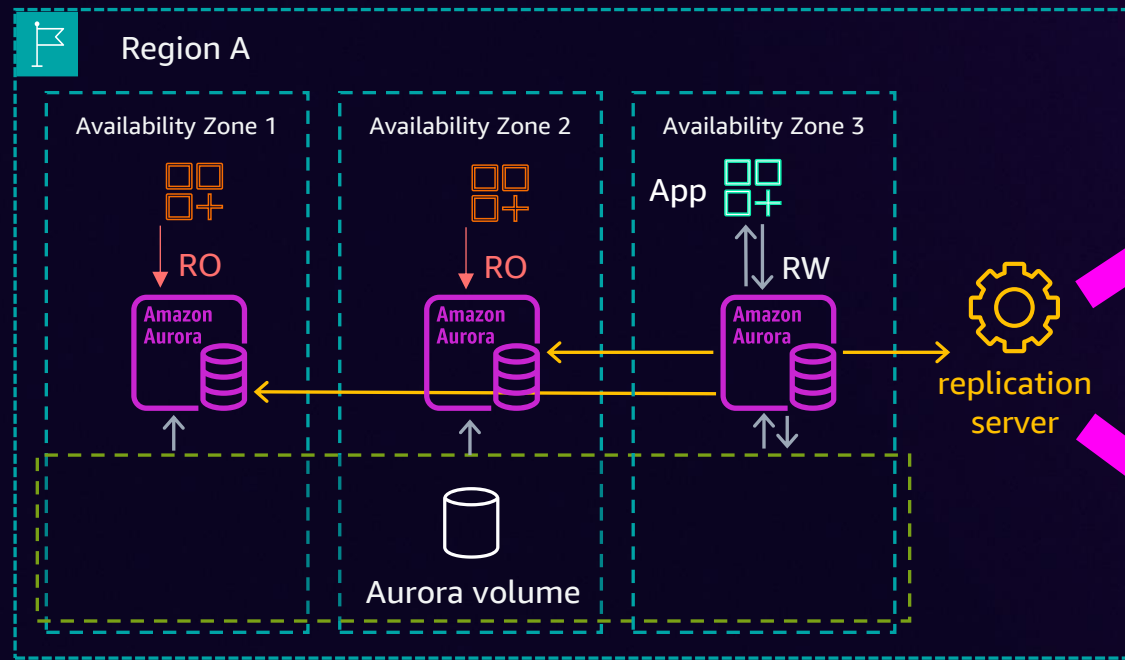 Region A
Availability Zone 1
Availability Zone 2
Availability Zone 3
App
RO
RO
RW
Amazon
Aurora
Amazon
Aurora
Amazon
Aurora
replication
server
Aurora volume